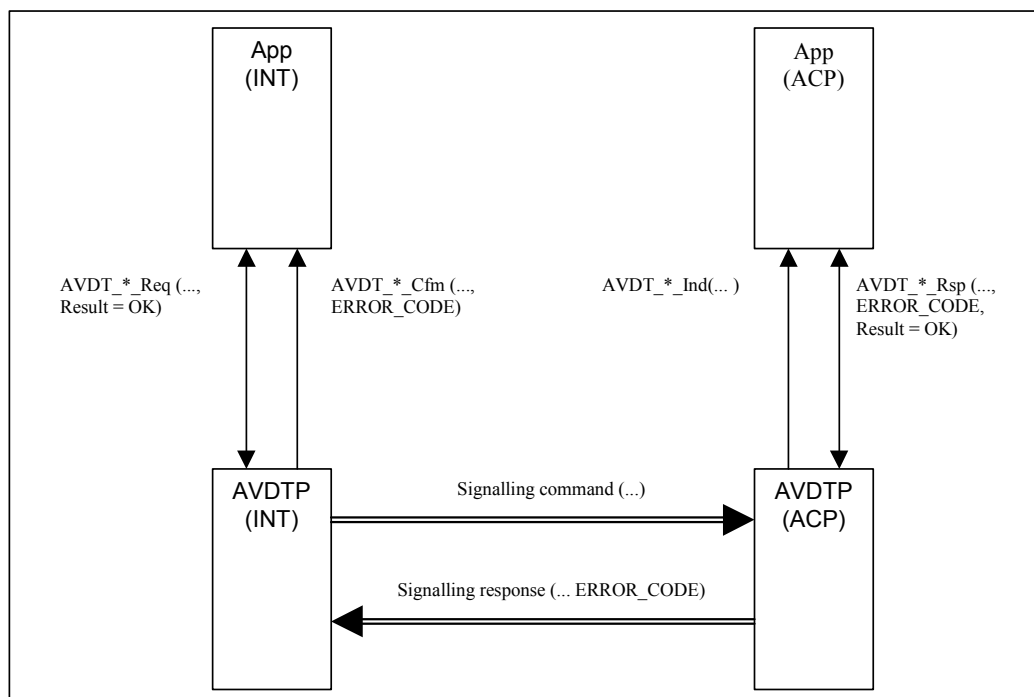 App
(INT)
App
(ACP)
AVDT_*_Req (...,
Result = OK)
AVDT_*_Cfm (...,
ERROR_CODE)
AVDT_*_Ind(... )
AVDT_*_Rsp (...,
ERROR_CODE,
Result = OK)
AVDTP
(INT)
Signalling command (...)
AVDTP
(ACP)
Signalling response (... ERROR_CODE)